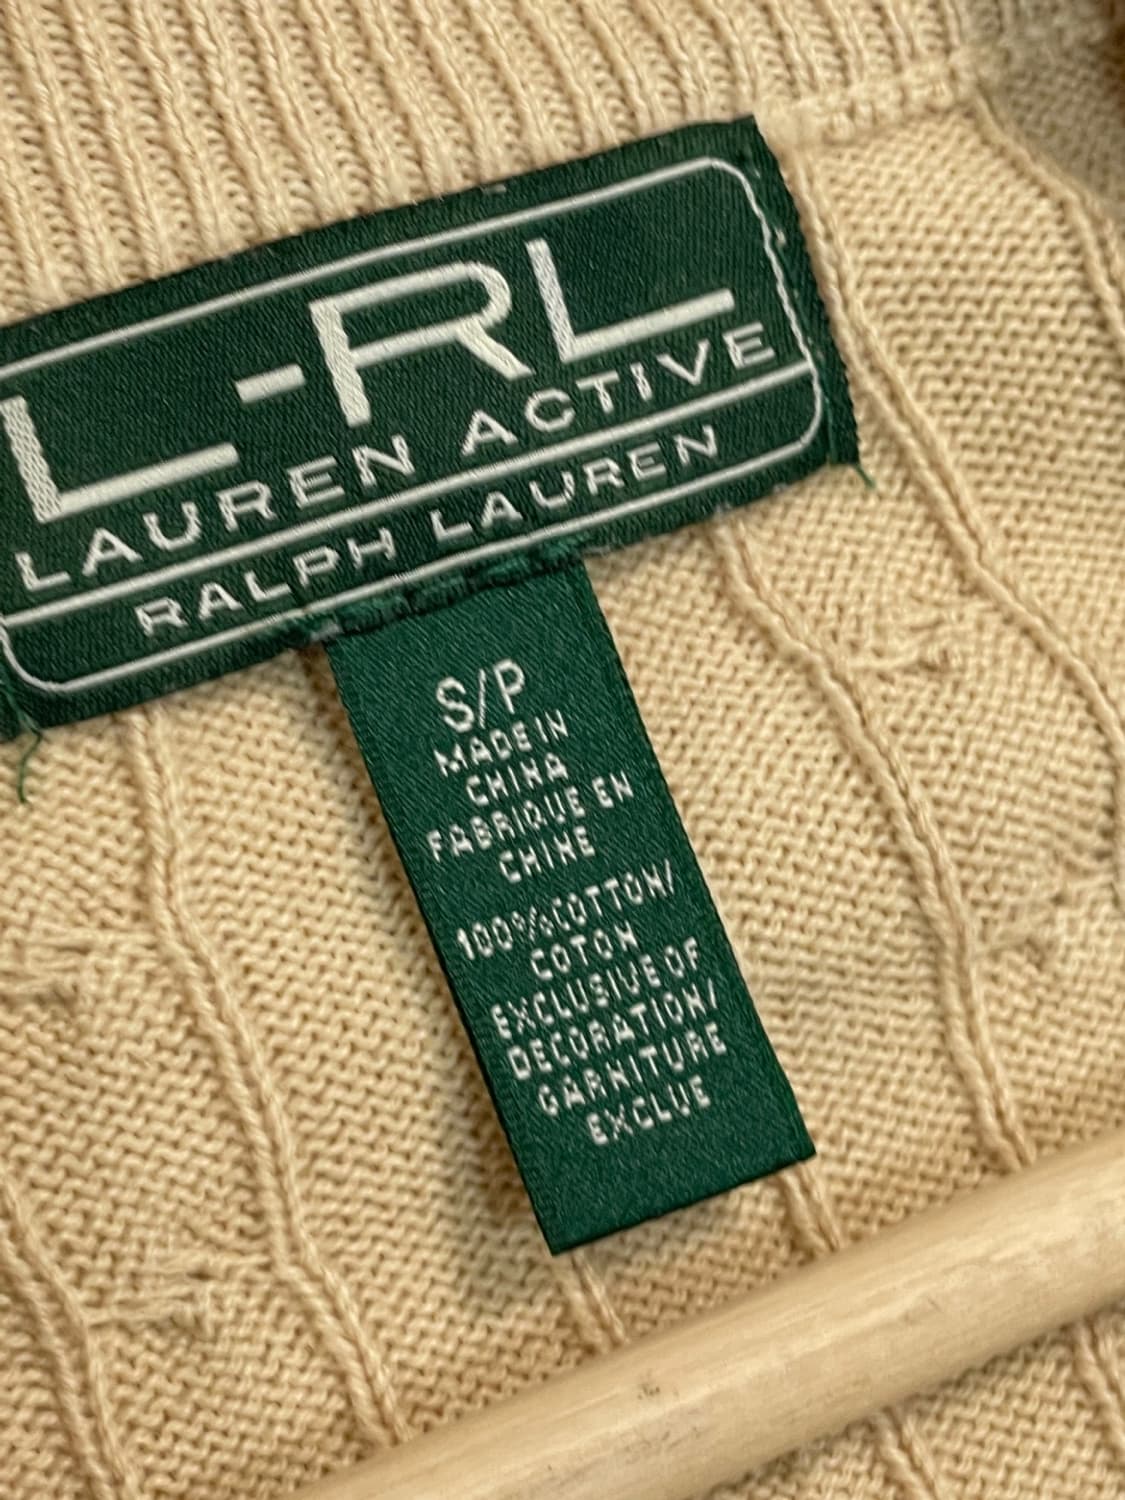 L-RL
LAUREN ACTIVE
RALPH LAUREN
S/P
MADE IN
CHINA
FABRIQUE EN
CHINE
100%COTTON/
COTON
EXCLUSIVE OF
DECORATION/
GARNITURE
EXCLUE